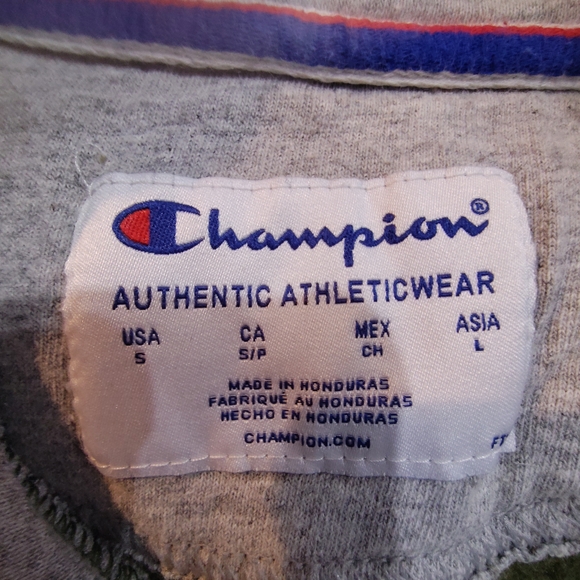 Champion®
AUTHENTIC ATHLETICWEAR
USA CA MEX ASIA
S S/P CH L
MADE IN HONDURAS
FABRIQUÉ AU HONDURAS
HECHO EN HONDURAS
CHAMPION.COM